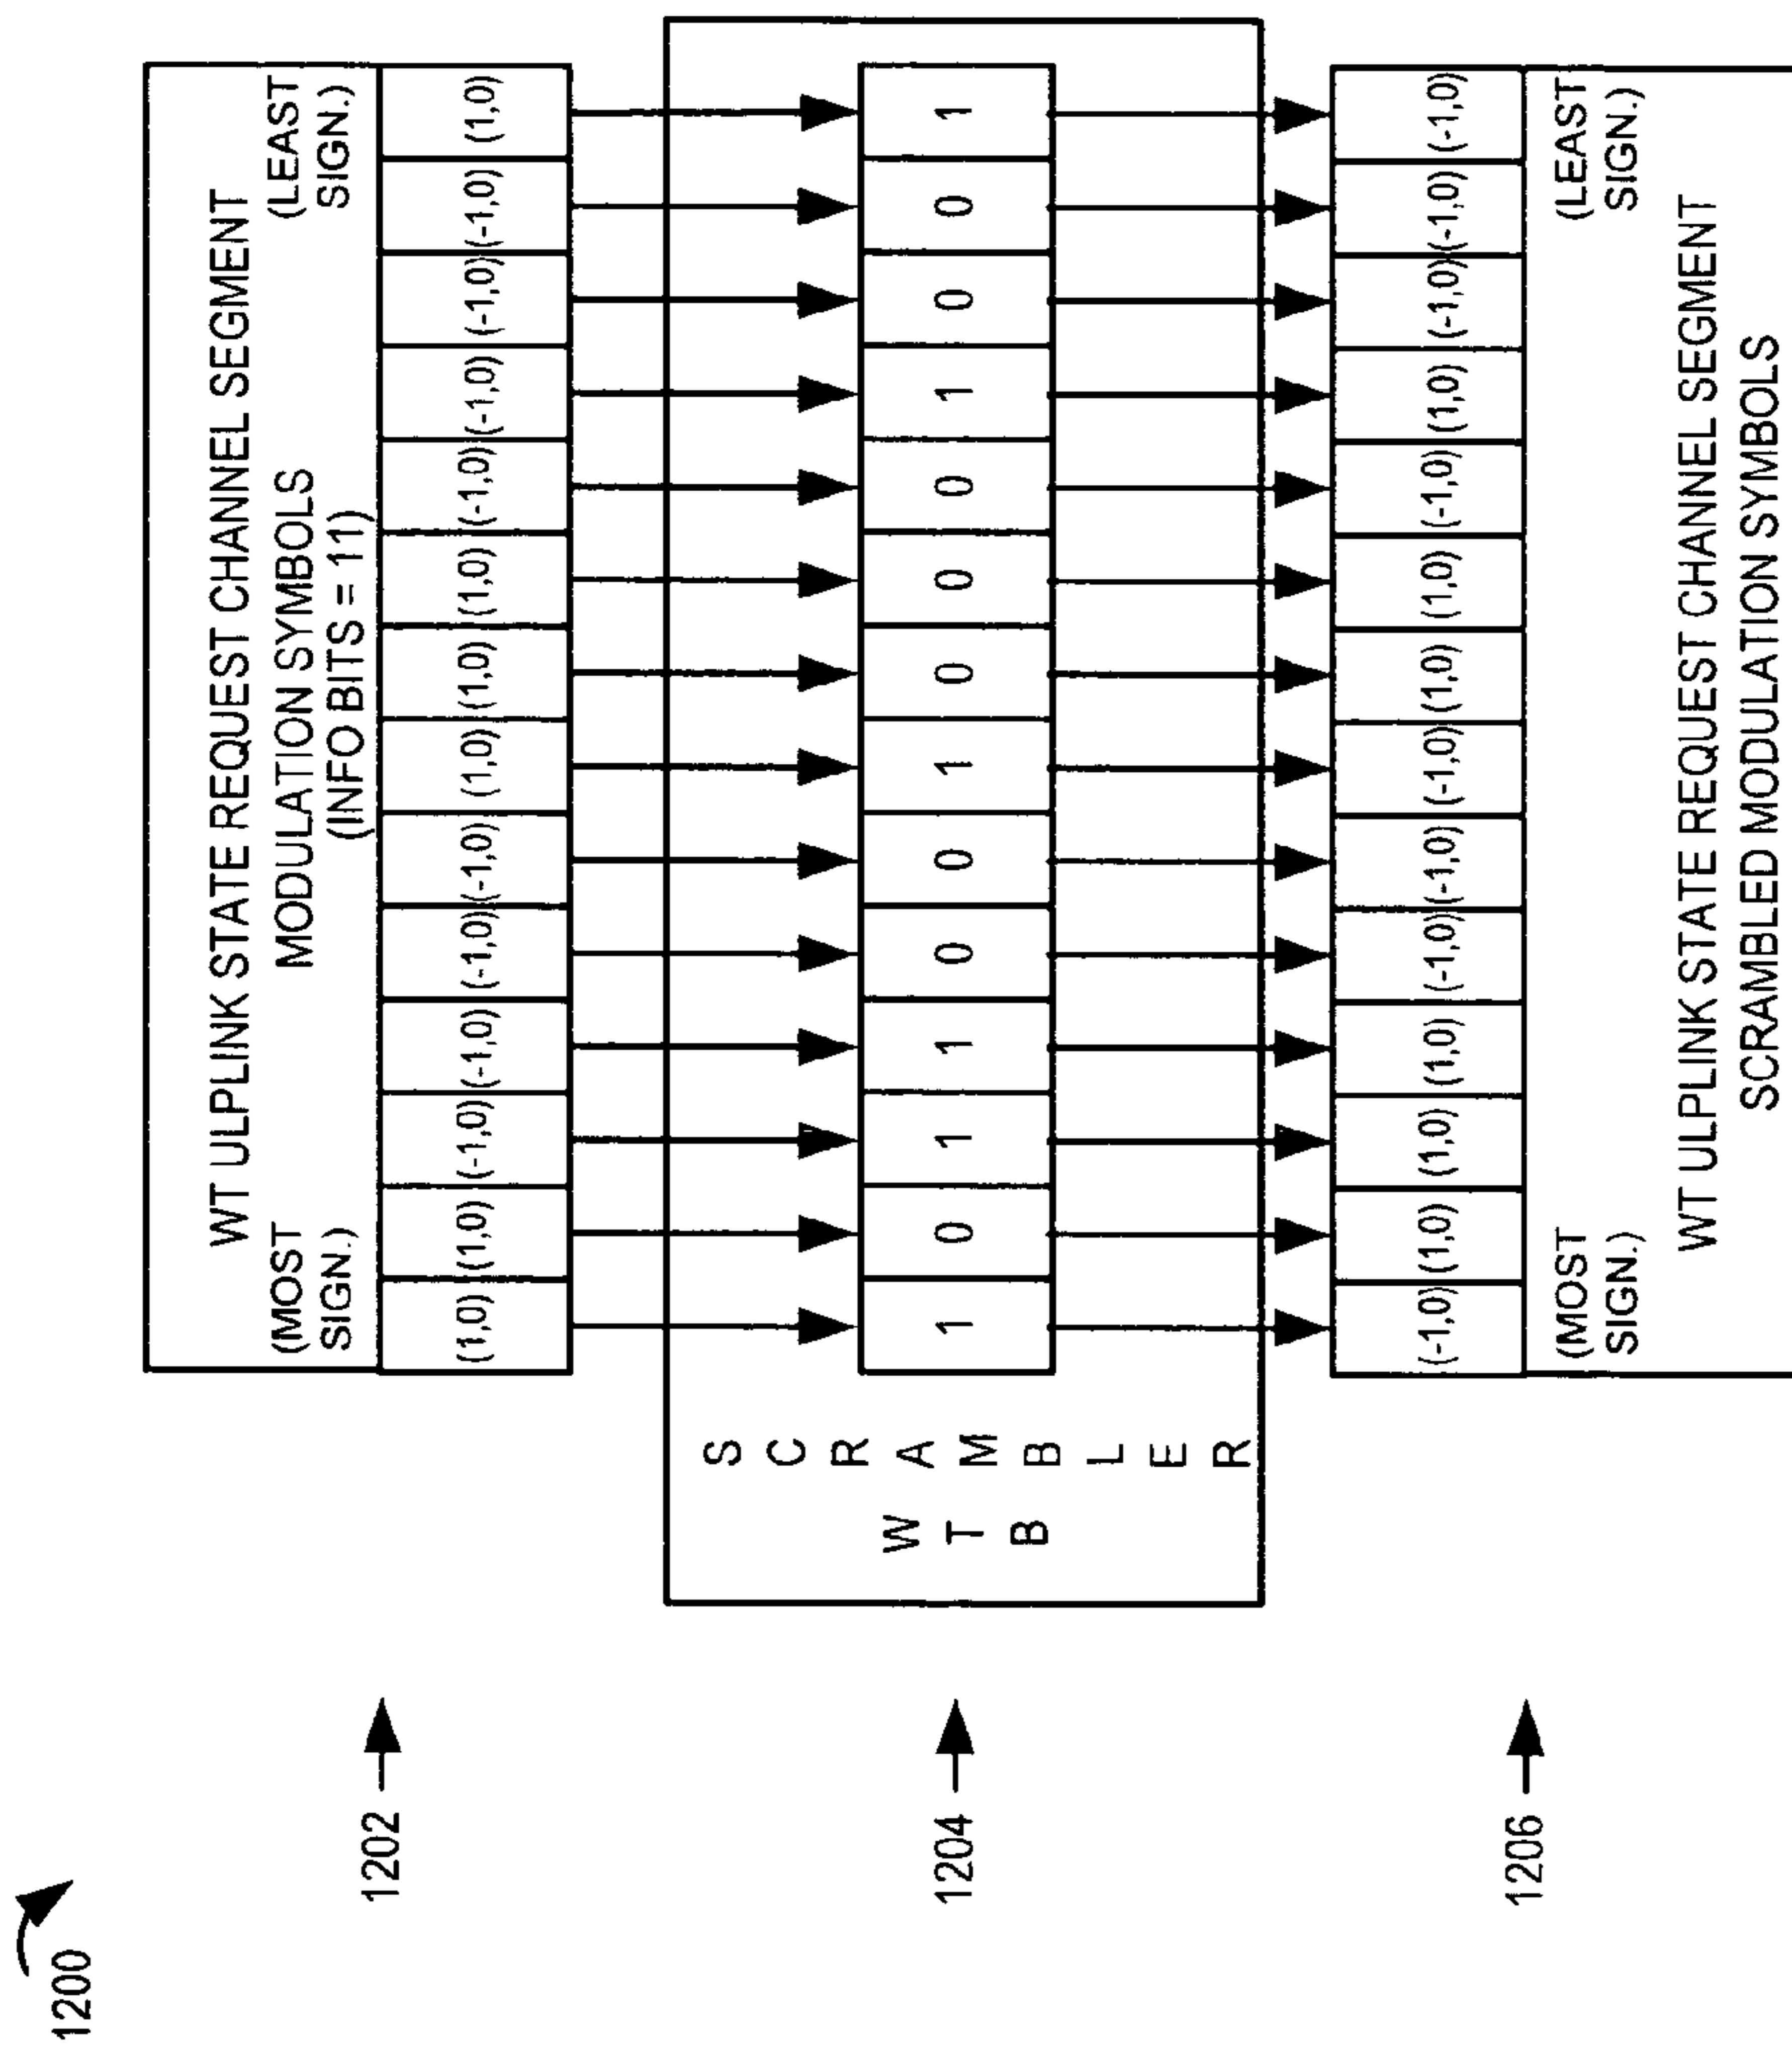 1200
WT ULPLINK STATE REQUEST CHANNEL SEGMENT
(MOST SIGN.)
MODULATION SYMBOLS
(INFO BITS = 11)
(LEAST SIGN.)
1202
(1,0) (1,0) (-1,0) (-1,0) (-1,0) (-1,0) (1,0) (1,0) (1,0) (-1,0) (-1,0) (-1,0) (-1,0) (1,0)
1204
WTB
SCRAMBLER
1 0 1 1 0 0 1 0 0 0 1 0 0 1
1206
(-1,0) (1,0) (1,0) (1,0) (-1,0) (-1,0) (-1,0) (1,0) (1,0) (-1,0) (1,0) (-1,0) (-1,0) (-1,0)
(MOST SIGN.)
(LEAST SIGN.)
WT ULPLINK STATE REQUEST CHANNEL SEGMENT
SCRAMBLED MODULATION SYMBOLS